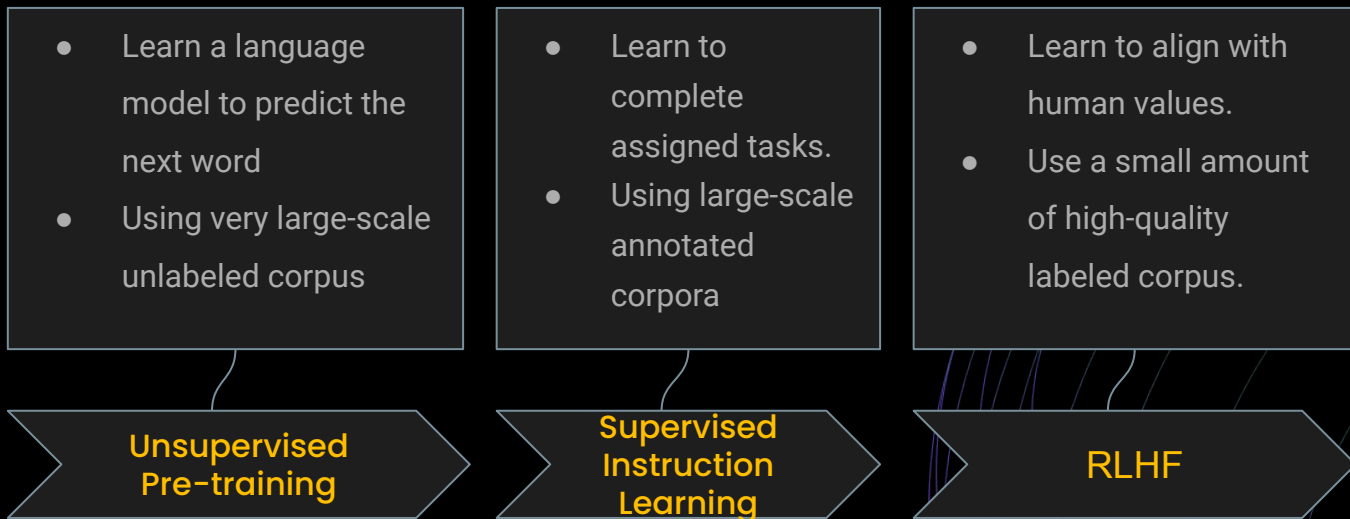 ● Learn a language
model to predict the
next word
● Using very large-scale
unlabeled corpus
● Learn to
complete
assigned tasks.
● Using large-scale
annotated
corpora
● Learn to align with
human values.
● Use a small amount
of high-quality
labeled corpus.
Unsupervised
Pre-training
Supervised
Instruction
Learning
RLHF